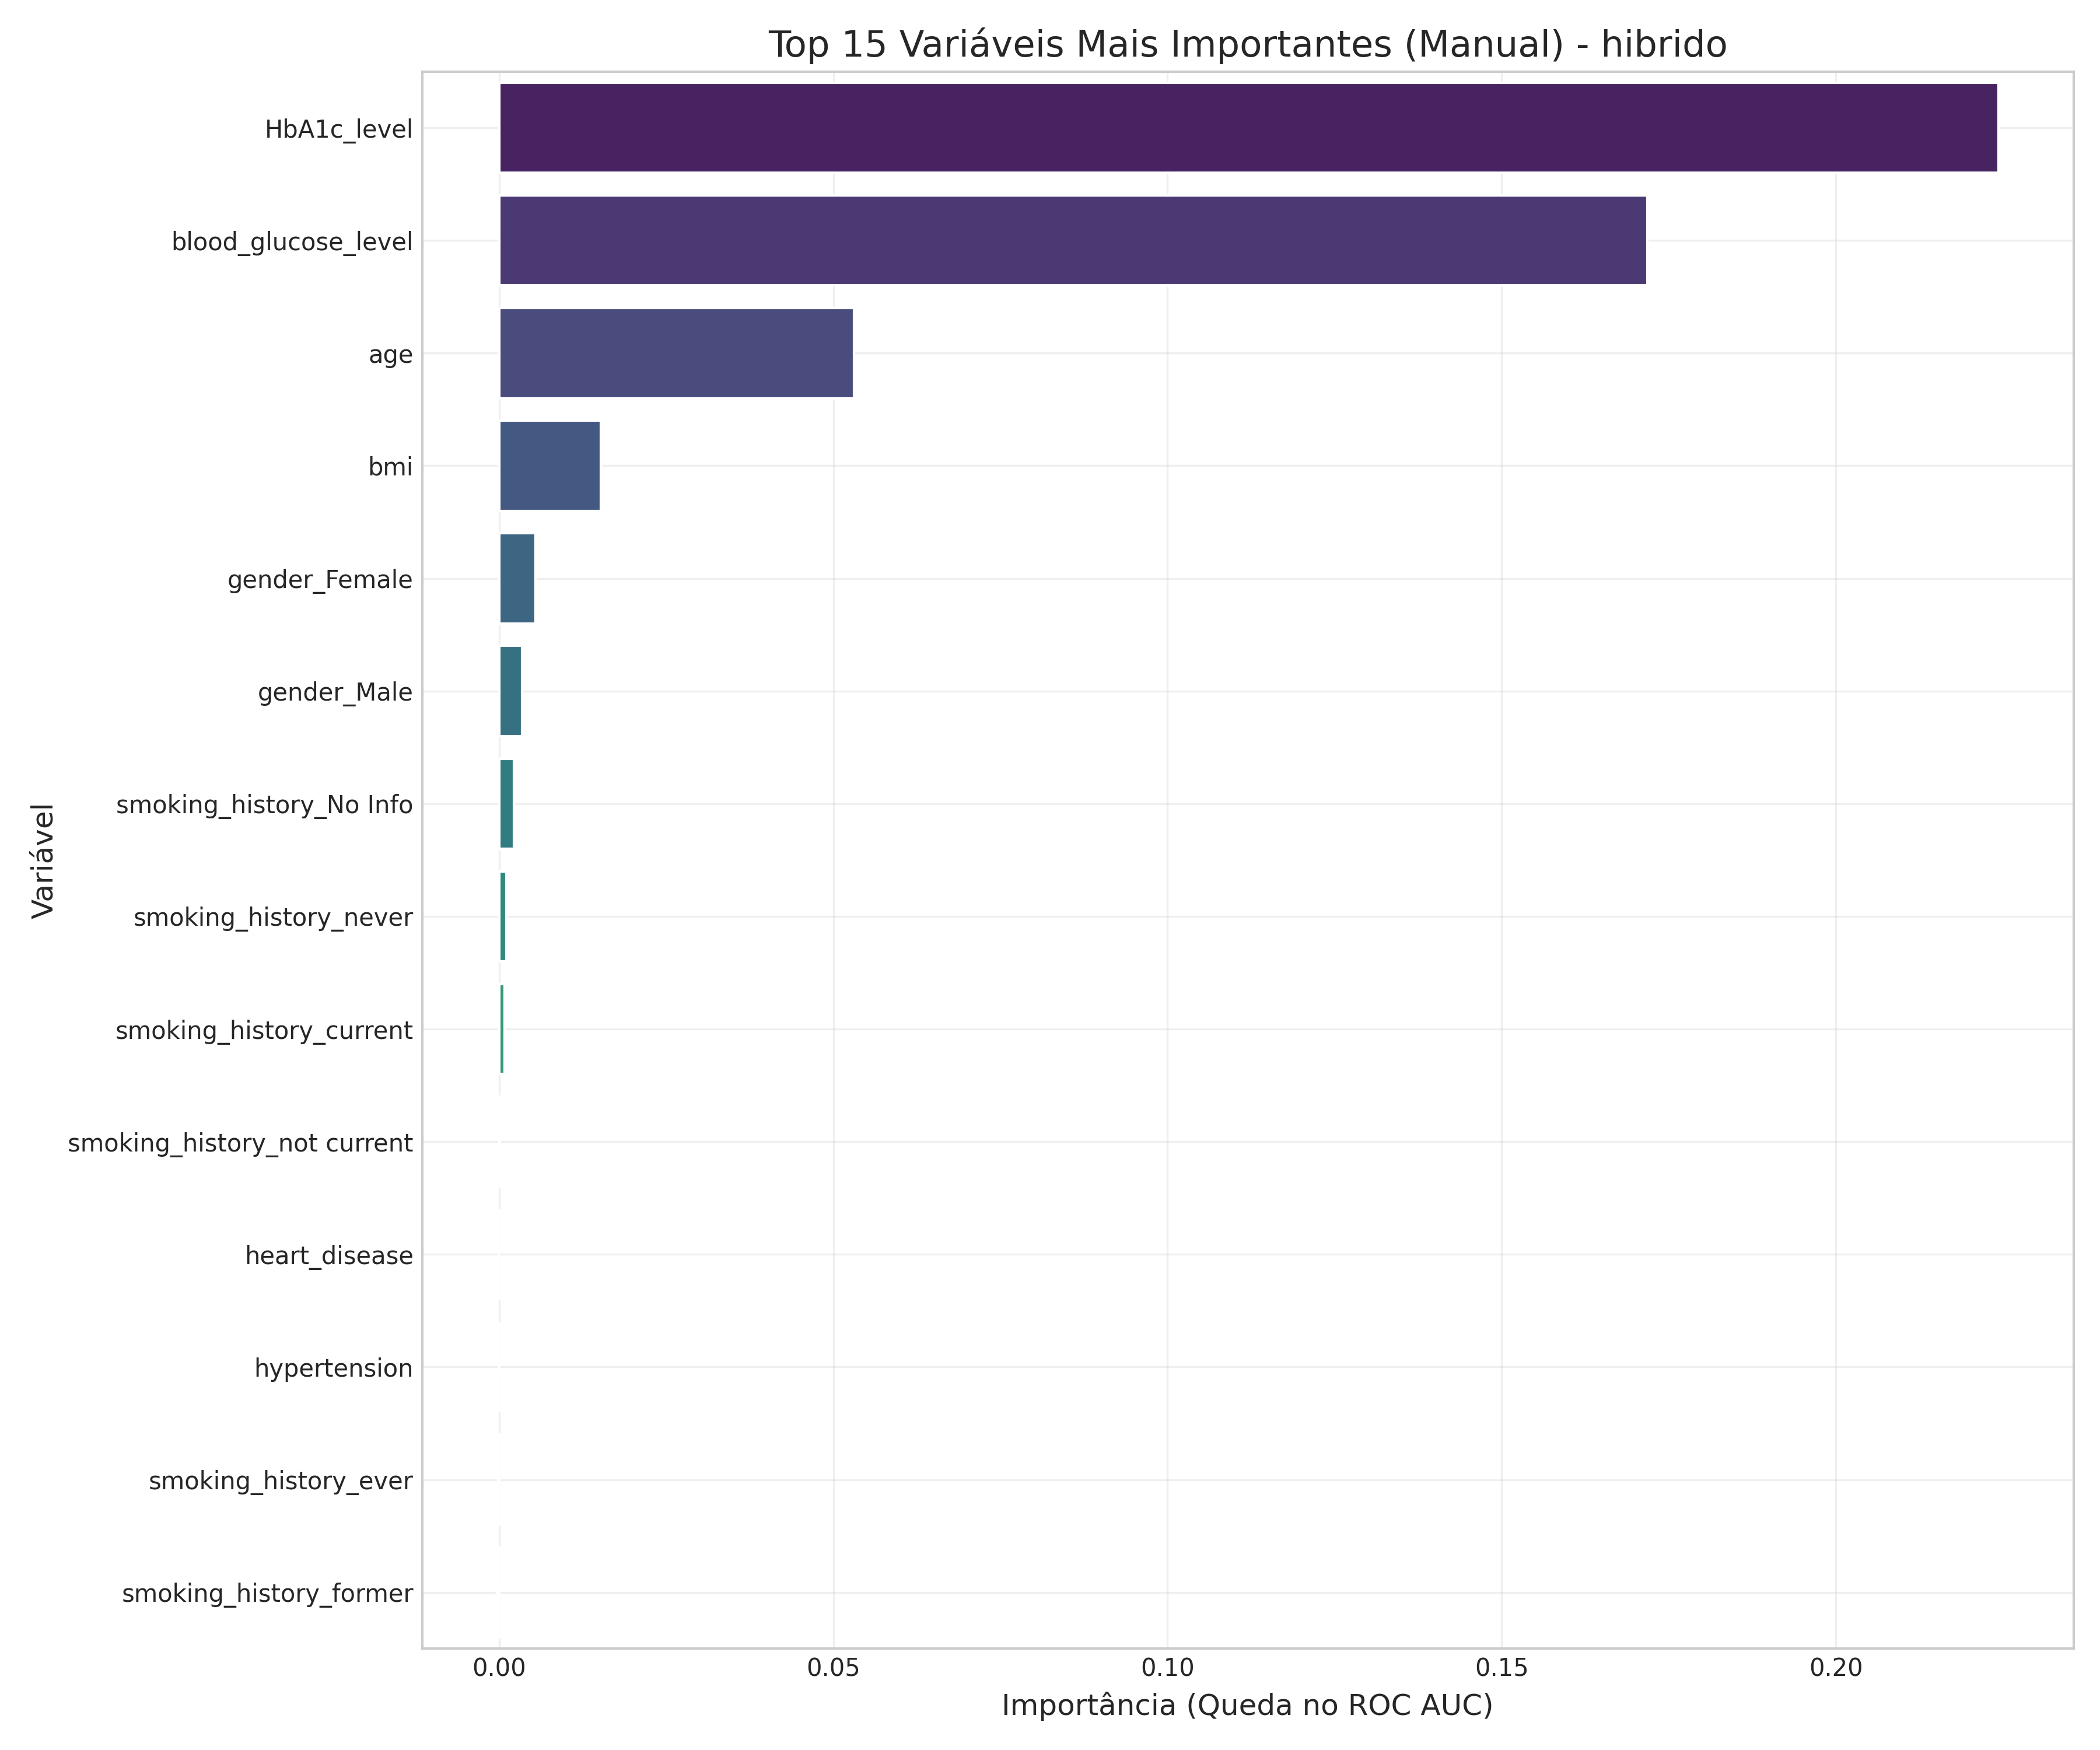 Top 15 Variáveis Mais Importantes (Manual) - hibrido
HbA1c_level
blood_glucose_level
age
bmi
gender_Female
gender_Male
smoking_history_No Info
smoking_history_never
smoking_history_current
smoking_history_not current
heart_disease
hypertension
smoking_history_ever
smoking_history_former
Variável
0.00 0.05 0.10 0.15 0.20
Importância (Queda no ROC AUC)